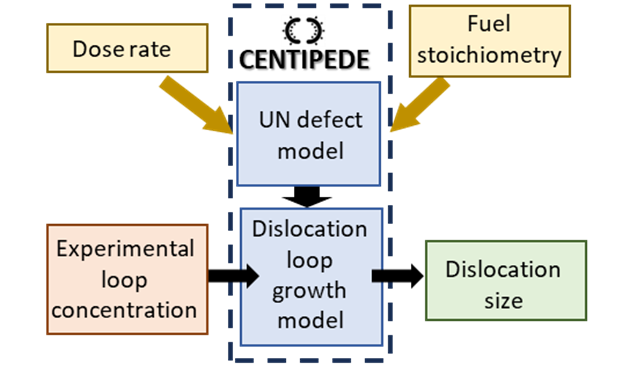 Dose rate
CENTIPEDE
Fuel
stoichiometry
UN defect
model
Experimental
loop
concentration
Dislocation
loop
growth
model
Dislocation
size